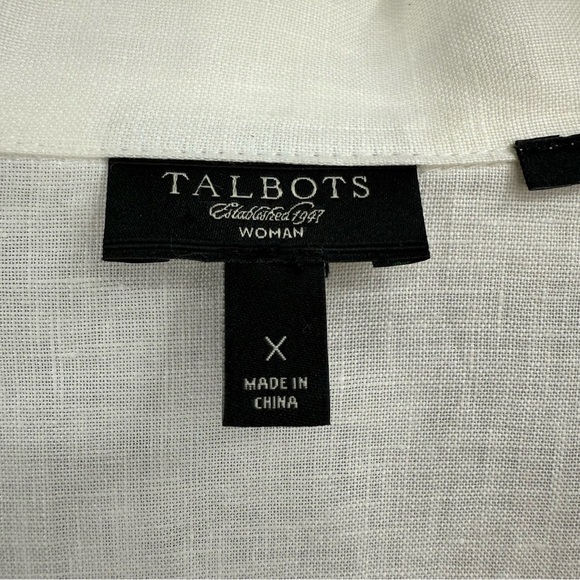 TALBOTS
Established 1947
WOMAN
X
MADE IN
CHINA